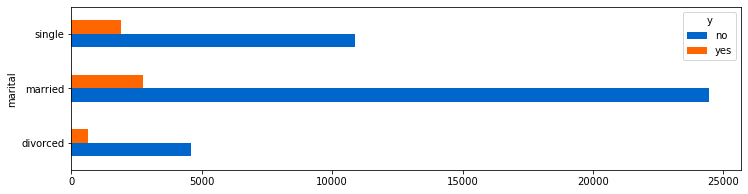 y
no
yes
single
married
divorced
marital
0 5000 10000 15000 20000 25000